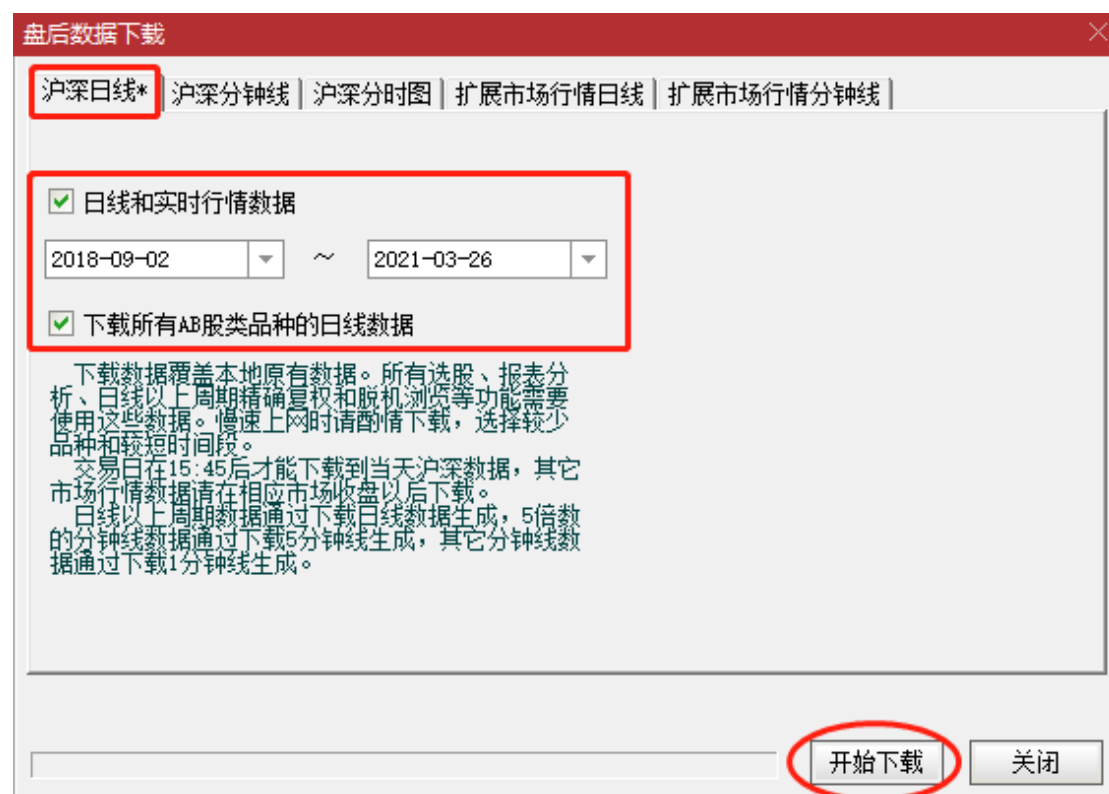 盘后数据下载
沪深日线* 沪深分钟线 沪深分时图 扩展市场行情日线 扩展市场行情分钟线
日线和实时行情数据
2018-09-02 ~ 2021-03-26
下载所有AB股类品种的日线数据
下载数据覆盖本地原有数据。所有选股、报表分
析、日线以上周期精确复权和脱机浏览等功能需要
使用这些数据。慢速上网时请酌情下载，选择较少
品种和较短时间段。
交易日在15:45后才能下载到当天沪深数据，其它
市场行情数据请在相应市场收盘以后下载。
日线以上周期数据通过下载日线数据生成，5倍数
的分钟线数据通过下载5分钟线生成，其它分钟线数
据通过下载1分钟线生成。
开始下载 关闭